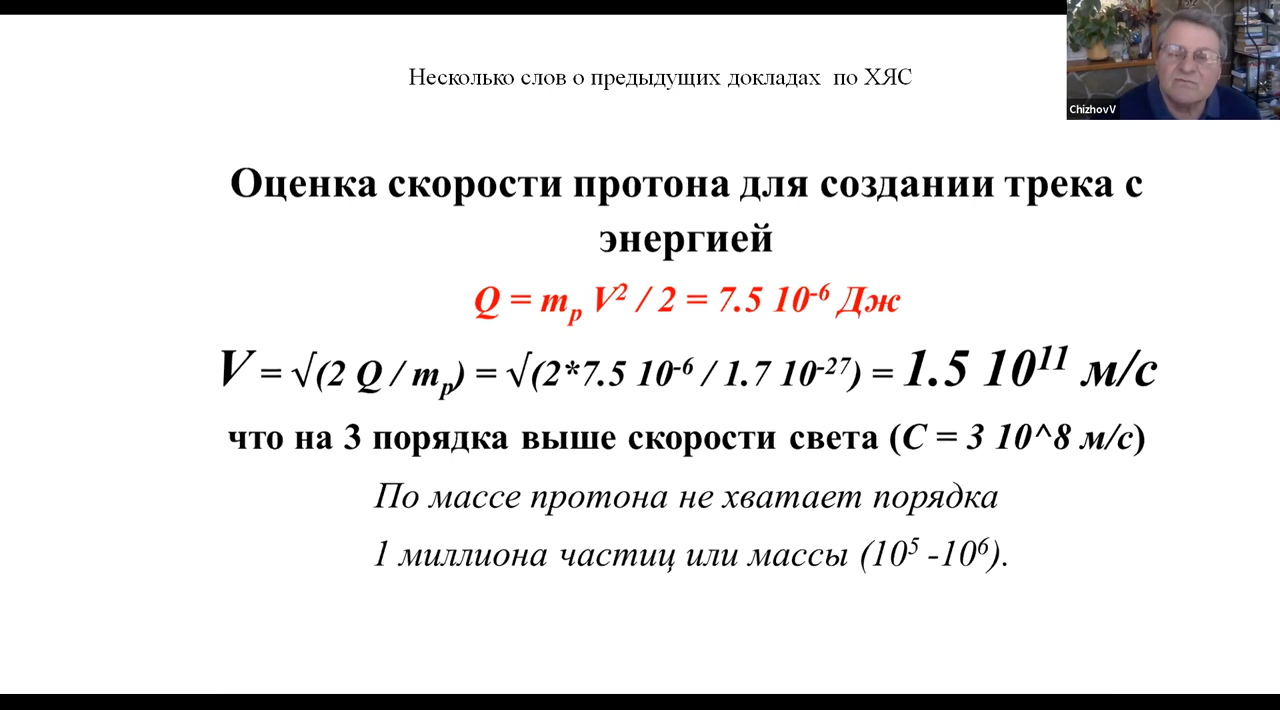 Несколько слов о предыдущих докладах по ХЯС
ChizhovV
Оценка скорости протона для создании трека с
энергией
Q = mₚ V² / 2 = 7.5 10⁻⁶ Дж
V = √(2 Q / mₚ) = √(2*7.5 10⁻⁶ / 1.7 10⁻²⁷) = 1.5 10¹¹ м/с
что на 3 порядка выше скорости света (C = 3 10^8 м/с)
По массе протона не хватает порядка
1 миллиона частиц или массы (10⁵ -10⁶).